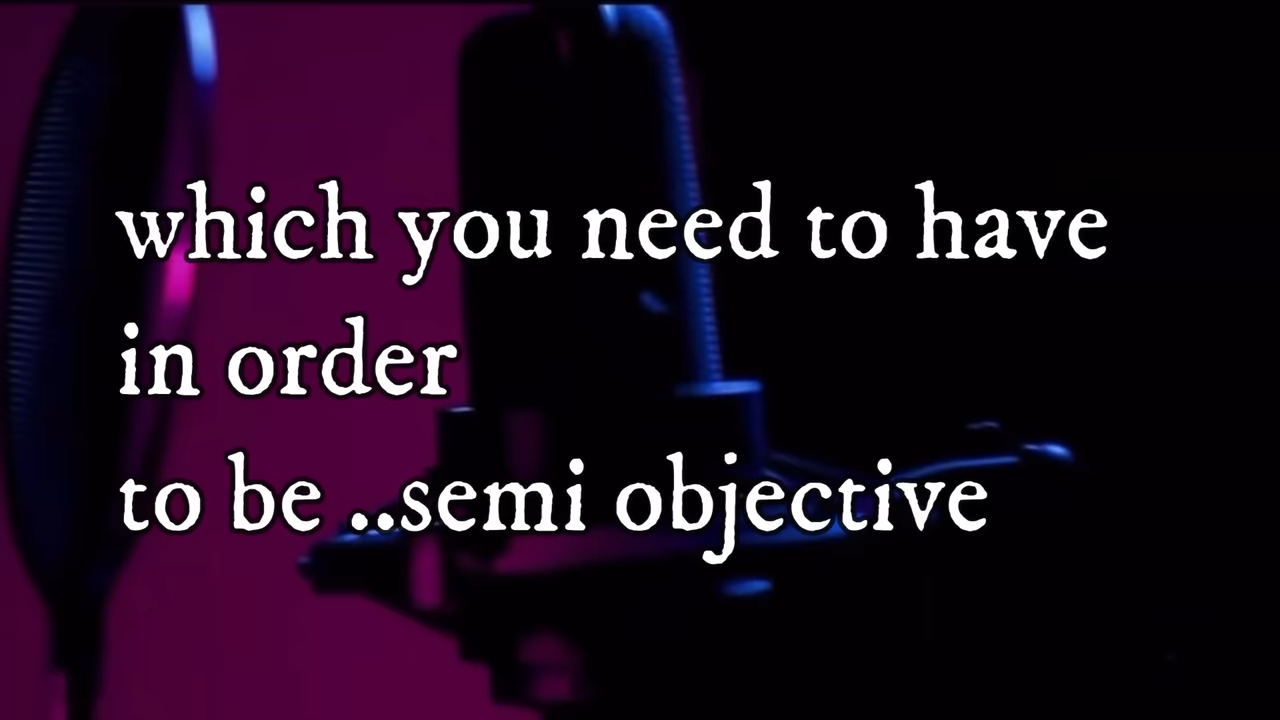 which you need to have
in order
to be ..semi objective